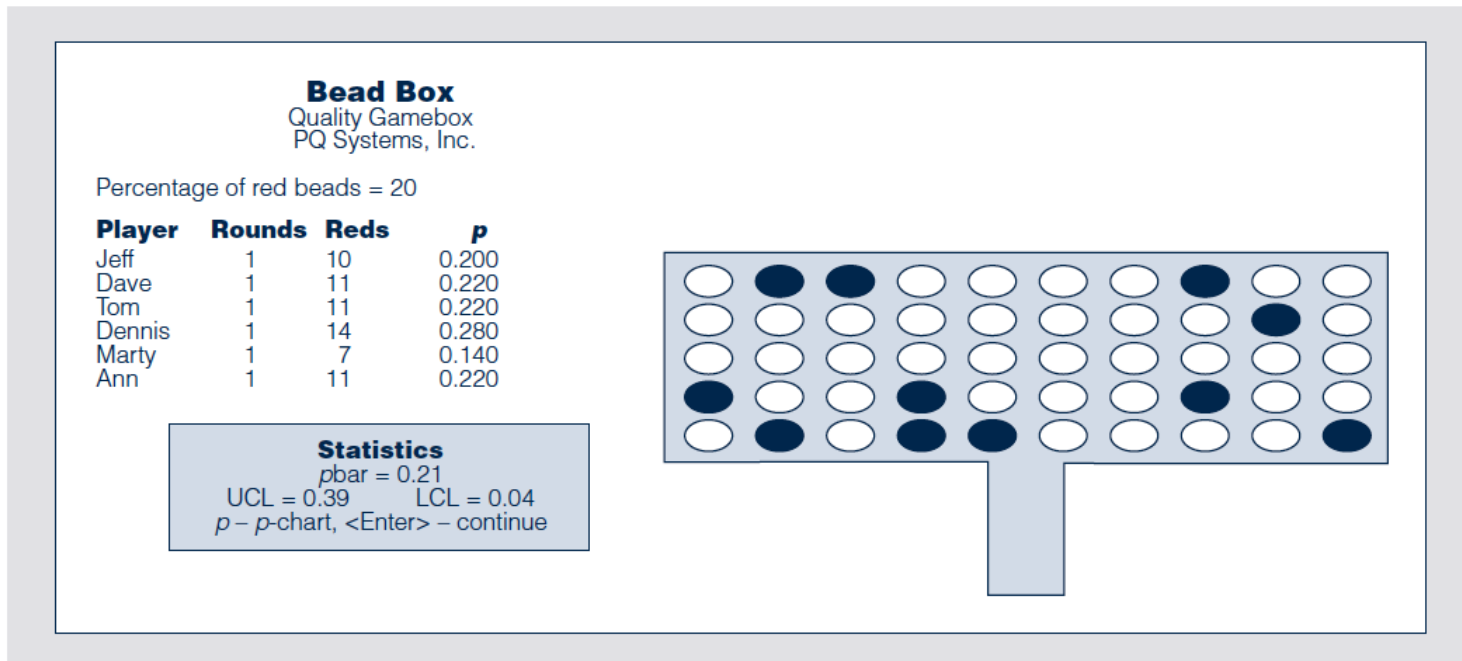 Bead Box
Quality Gamebox
PQ Systems, Inc.
Percentage of red beads = 20
Player Rounds Reds p
Jeff 1 10 0.200
Dave 1 11 0.220
Tom 1 11 0.220
Dennis 1 14 0.280
Marty 1 7 0.140
Ann 1 11 0.220
Statistics
pbar = 0.21
UCL = 0.39 LCL = 0.04
p – p-chart, <Enter> – continue